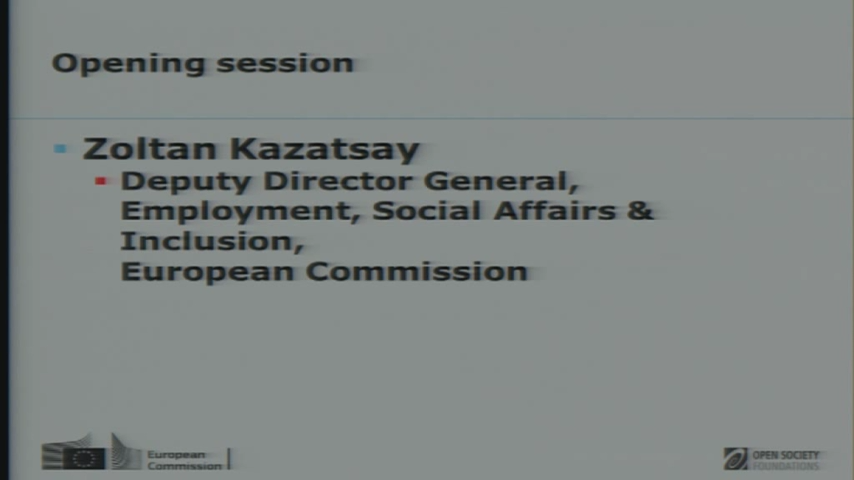 Opening session
Zoltan Kazatsay
Deputy Director General,
Employment, Social Affairs &
Inclusion,
European Commission
European
Commission
OPEN SOCIETY
FOUNDATIONS